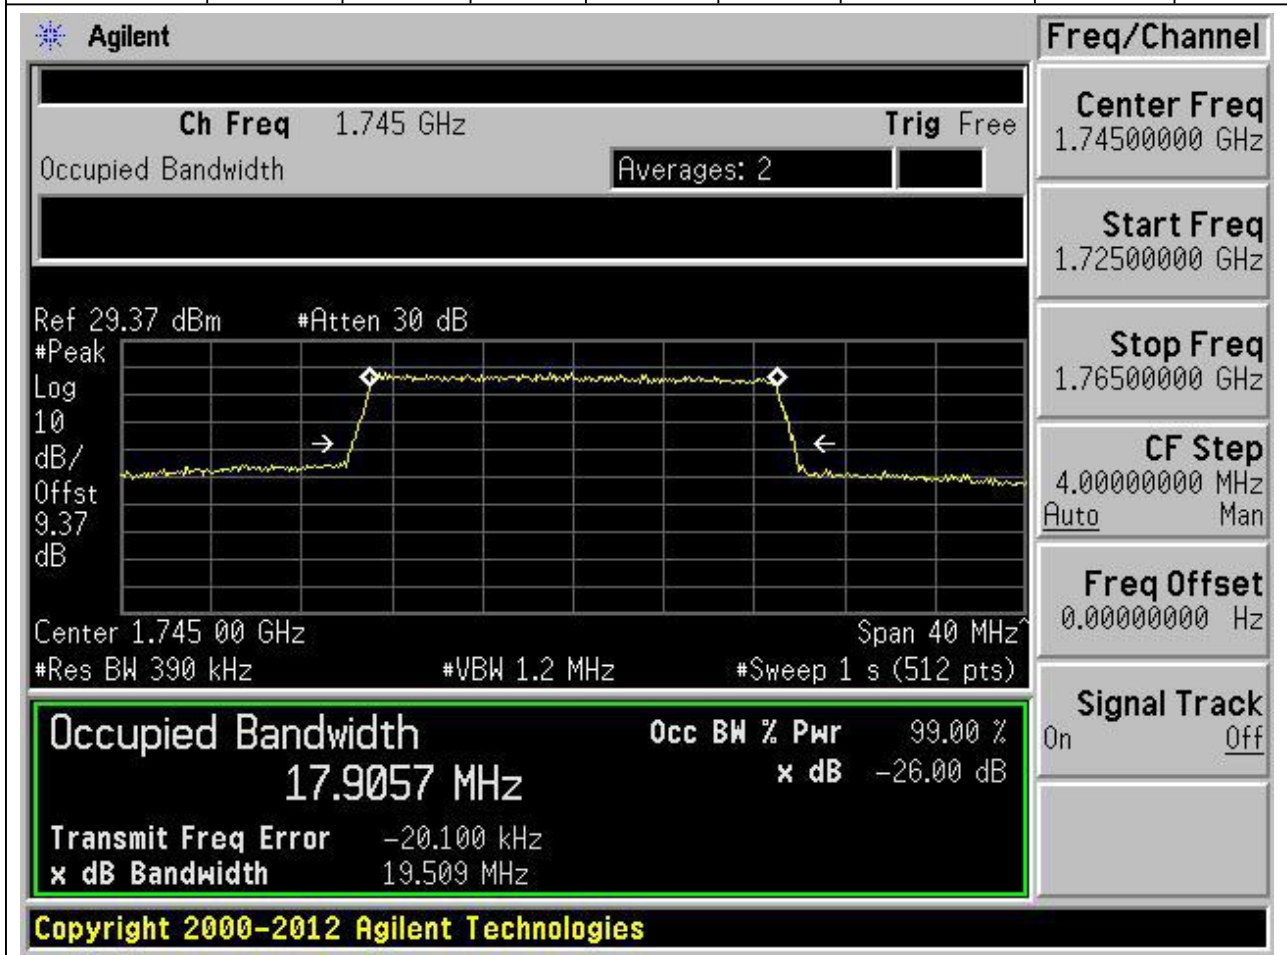 Agilent
Freq/Channel
Ch Freq 1.745 GHz Trig Free
Occupied Bandwidth Averages: 2
Center Freq
1.74500000 GHz
Start Freq
1.72500000 GHz
Stop Freq
1.76500000 GHz
CF Step
4.00000000 MHz
Auto Man
Freq Offset
0.00000000 Hz
Signal Track
On Off
Ref 29.37 dBm #Atten 30 dB
#Peak
Log
10
dB/
Offst
9.37
dB
Center 1.745 00 GHz Span 40 MHz^
#Res BW 390 kHz #VBW 1.2 MHz #Sweep 1 s (512 pts)
Occupied Bandwidth Occ BW % Pwr 99.00 %
17.9057 MHz x dB -26.00 dB
Transmit Freq Error -20.100 kHz
x dB Bandwidth 19.509 MHz
Copyright 2000-2012 Agilent Technologies